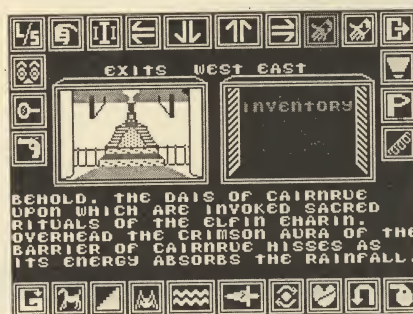 L/S
EXITS WEST EAST
INVENTORY
P
BEHOLD. THE DAIS OF CAIRNRUE
UPON WHICH ARE INVOKED SACRED
RITUALS OF THE ELFIN EHARIN.
OVERHEAD THE CRIMSON AURA OF THE
BARRIER OF CAIRNRUE HISSES AS
ITS ENERGY ABSORBS THE RAINFALL.
G